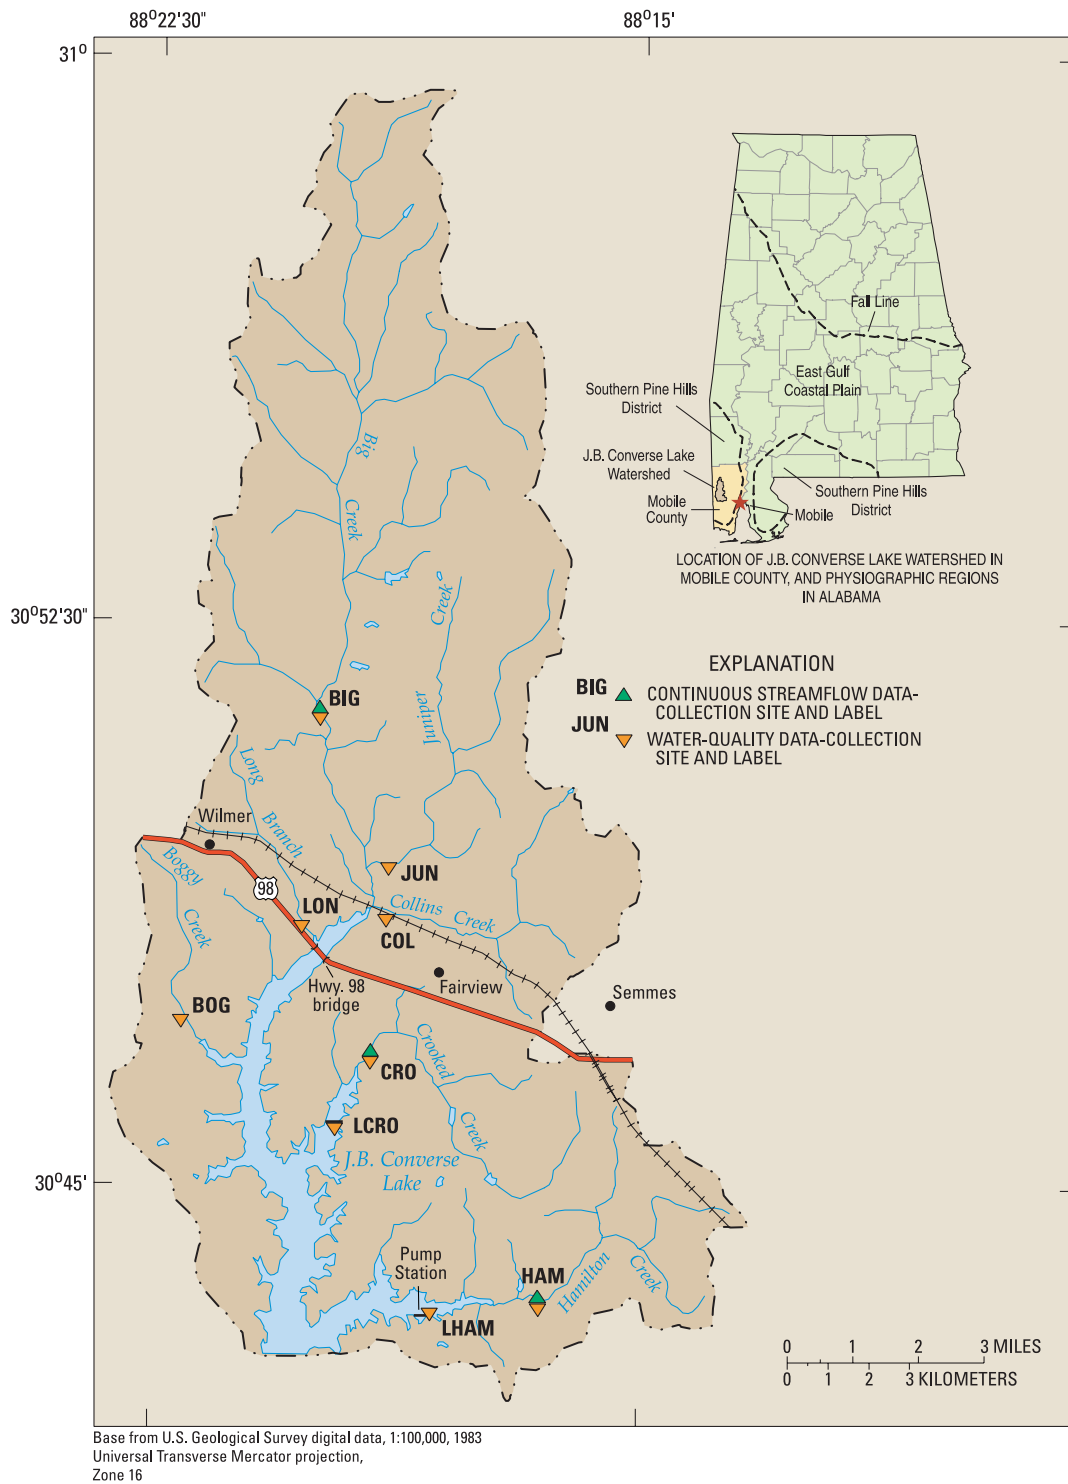 88°22'30"
88°15'
31°
Fall Line
East Gulf
Coastal Plain
Southern Pine Hills
District
J.B. Converse Lake
Watershed
Mobile
County
Mobile
Southern Pine Hills
District
LOCATION OF J.B. CONVERSE LAKE WATERSHED IN
MOBILE COUNTY, AND PHYSIOGRAPHIC REGIONS
IN ALABAMA
Big
Creek
Creek
Juniper
30°52'30"
EXPLANATION
BIG
CONTINUOUS STREAMFLOW DATA-
COLLECTION SITE AND LABEL
JUN
WATER-QUALITY DATA-COLLECTION
SITE AND LABEL
BIG
Long
Branch
Wilmer
Boggy
Creek
98
JUN
LON
Collins Creek
COL
Hwy. 98
bridge
Fairview
Semmes
BOG
Crooked
Creek
CRO
LCRO
J.B. Converse
Lake
30°45'
Pump
Station
HAM
Hamilton
Creek
LHAM
0 1 2 3 MILES
0 1 2 3 KILOMETERS
Base from U.S. Geological Survey digital data, 1:100,000, 1983
Universal Transverse Mercator projection,
Zone 16